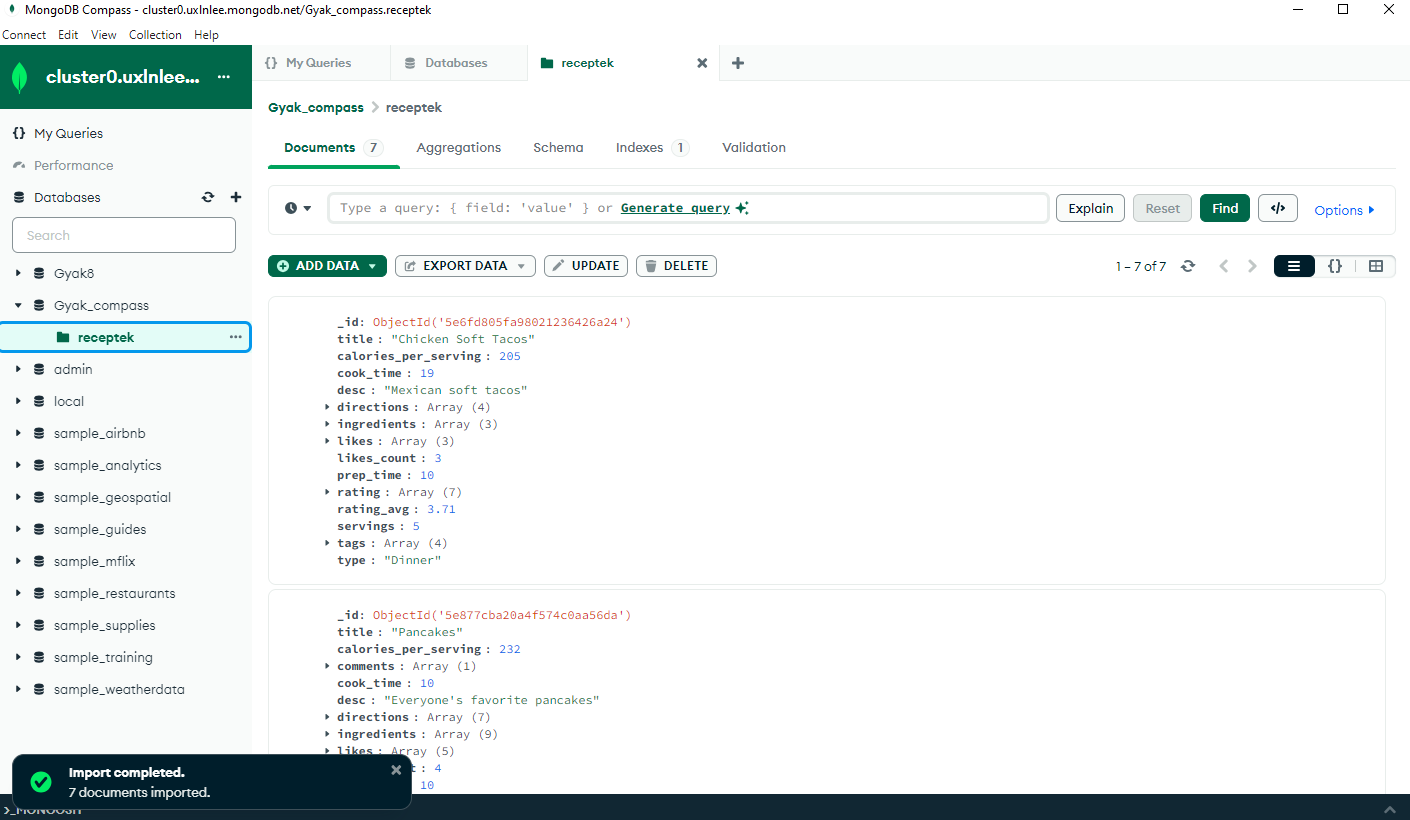 MongoDB Compass - cluster0.uxlnlee.mongodb.net/Gyak_compass.receptek
Connect Edit View Collection Help
cluster0.uxlnlee... ...
{} My Queries
Performance
Databases
Search
Gyak8
Gyak_compass
receptek ...
admin
local
sample_airbnb
sample_analytics
sample_geospatial
sample_guides
sample_mflix
sample_restaurants
sample_supplies
sample_training
sample_weatherdata
{} My Queries Databases receptek
Gyak_compass > receptek
Documents 7 Aggregations Schema Indexes 1 Validation
Type a query: { field: 'value' } or Generate query Explain Reset Find </> Options
ADD DATA EXPORT DATA UPDATE DELETE 1 – 7 of 7 {}
_id: ObjectId('5e6fd805fa98021236426a24')
title : "Chicken Soft Tacos"
calories_per_serving : 205
cook_time : 19
desc : "Mexican soft tacos"
directions : Array (4)
ingredients : Array (3)
likes : Array (3)
likes_count : 3
prep_time : 10
rating : Array (7)
rating_avg : 3.71
servings : 5
tags : Array (4)
type : "Dinner"
_id: ObjectId('5e877cba20a4f574c0aa56da')
title : "Pancakes"
calories_per_serving : 232
comments : Array (1)
cook_time : 10
desc : "Everyone's favorite pancakes"
directions : Array (7)
ingredients : Array (9)
likes : Array (5)
t : 4
10
Import completed.
7 documents imported.
>_MONGOSH